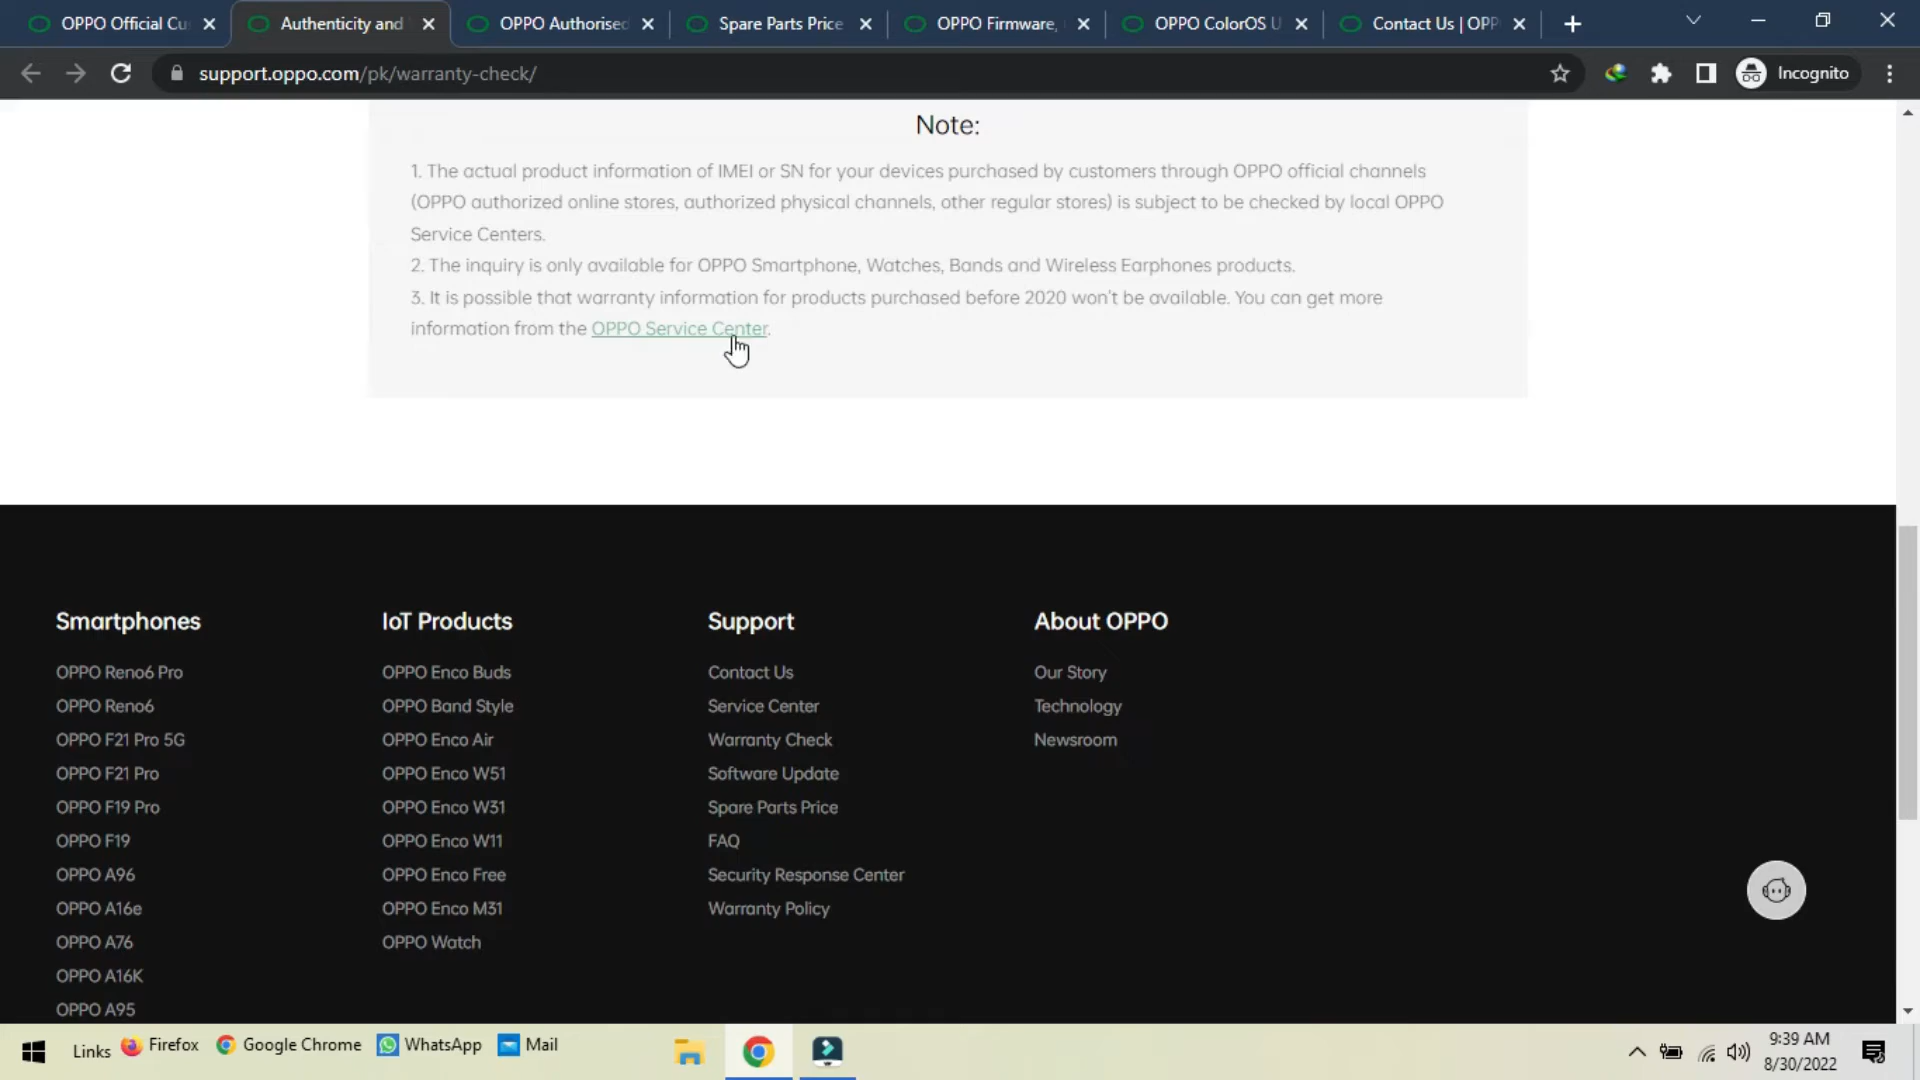 OPPO Official Cu
Authenticity and
OPPO Authorised
Spare Parts Price
OPPO Firmware,
OPPO ColorOS U
Contact Us | OPP
support.oppo.com/pk/warranty-check/
Incognito
Note:
1. The actual product information of IMEI or SN for your devices purchased by customers through OPPO official channels
(OPPO authorized online stores, authorized physical channels, other regular stores) is subject to be checked by local OPPO
Service Centers.
2. The inquiry is only available for OPPO Smartphone, Watches, Bands and Wireless Earphones products.
3. It is possible that warranty information for products purchased before 2020 won't be available. You can get more
information from the OPPO Service Center.
Smartphones
OPPO Reno6 Pro
OPPO Reno6
OPPO F21 Pro 5G
OPPO F21 Pro
OPPO F19 Pro
OPPO F19
OPPO A96
OPPO A16e
OPPO A76
OPPO A16K
OPPO A95
IoT Products
OPPO Enco Buds
OPPO Band Style
OPPO Enco Air
OPPO Enco W51
OPPO Enco W31
OPPO Enco W11
OPPO Enco Free
OPPO Enco M31
OPPO Watch
Support
Contact Us
Service Center
Warranty Check
Software Update
Spare Parts Price
FAQ
Security Response Center
Warranty Policy
About OPPO
Our Story
Technology
Newsroom
Links
Firefox
Google Chrome
WhatsApp
Mail
9:39 AM
8/30/2022